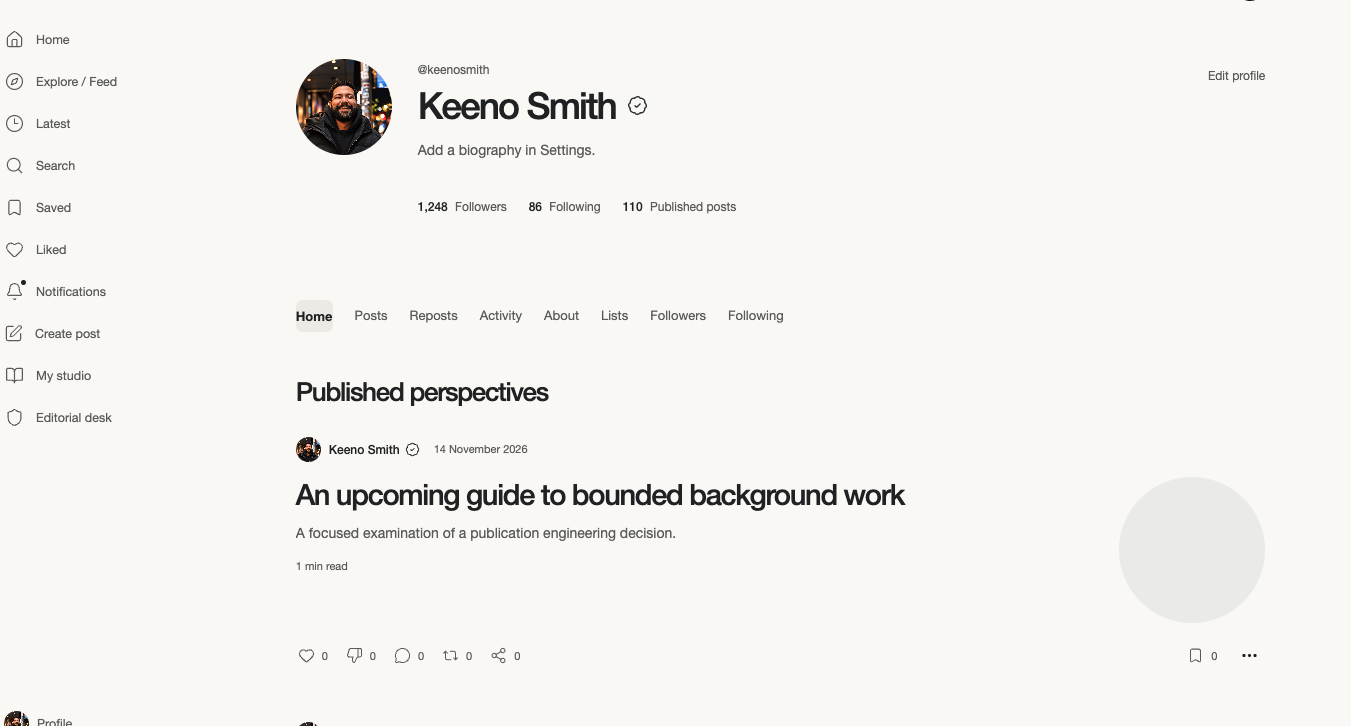 Home
Explore / Feed
Latest
Search
Saved
Liked
Notifications
Create post
My studio
Editorial desk
Profile
@keenosmith
Edit profile
Keeno Smith
Add a biography in Settings.
1,248 Followers 86 Following 110 Published posts
Home Posts Reposts Activity About Lists Followers Following
Published perspectives
Keeno Smith 14 November 2026
An upcoming guide to bounded background work
A focused examination of a publication engineering decision.
1 min read
0 0 0 0 0 0